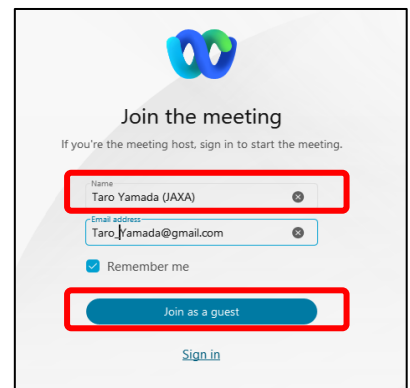 Join the meeting
If you're the meeting host, sign in to start the meeting.
Name
Taro Yamada (JAXA)
Email address
Taro_Yamada@gmail.com
Remember me
Join as a guest
Sign in